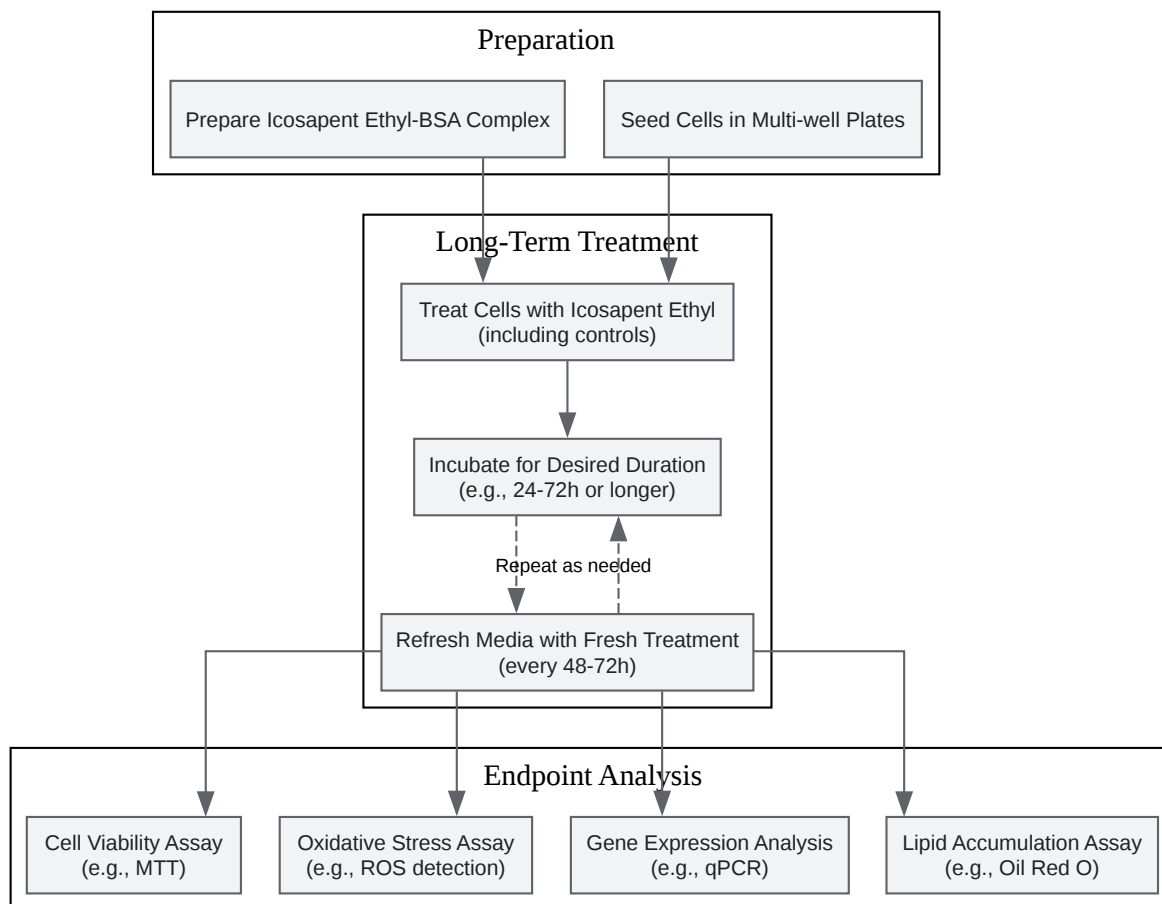 Preparation
Prepare Icosapent Ethyl-BSA Complex
Seed Cells in Multi-well Plates
Long-Term Treatment
Treat Cells with Icosapent Ethyl
(including controls)
Incubate for Desired Duration
(e.g., 24-72h or longer)
Repeat as needed
Refresh Media with Fresh Treatment
(every 48-72h)
Endpoint Analysis
Cell Viability Assay
(e.g., MTT)
Oxidative Stress Assay
(e.g., ROS detection)
Gene Expression Analysis
(e.g., qPCR)
Lipid Accumulation Assay
(e.g., Oil Red O)